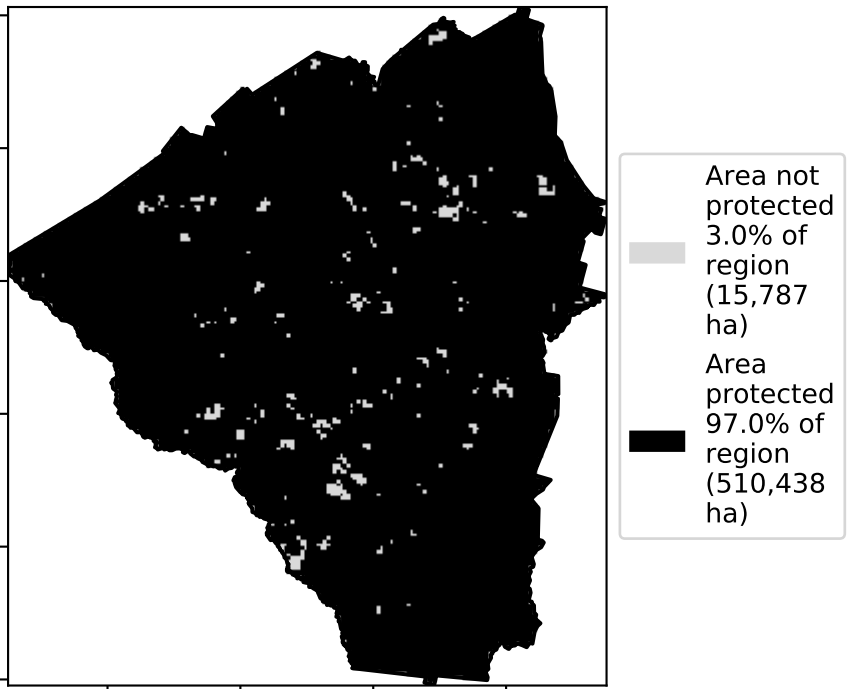 Area not
protected
3.0% of
region
(15,787
ha)
Area
protected
97.0% of
region
(510,438
ha)